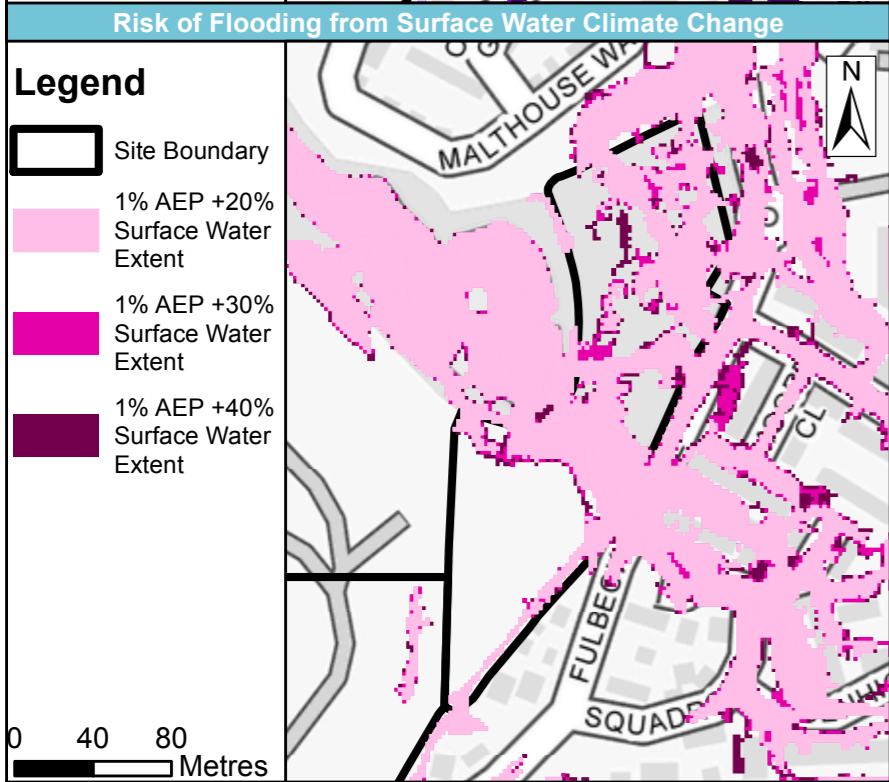 Risk of Flooding from Surface Water Climate Change
Legend
Site Boundary
1% AEP +20%
Surface Water
Extent
1% AEP +30%
Surface Water
Extent
1% AEP +40%
Surface Water
Extent
0 40 80
Metres
MALTHOUSE WA
N
CL
FULBEC
SQUADR